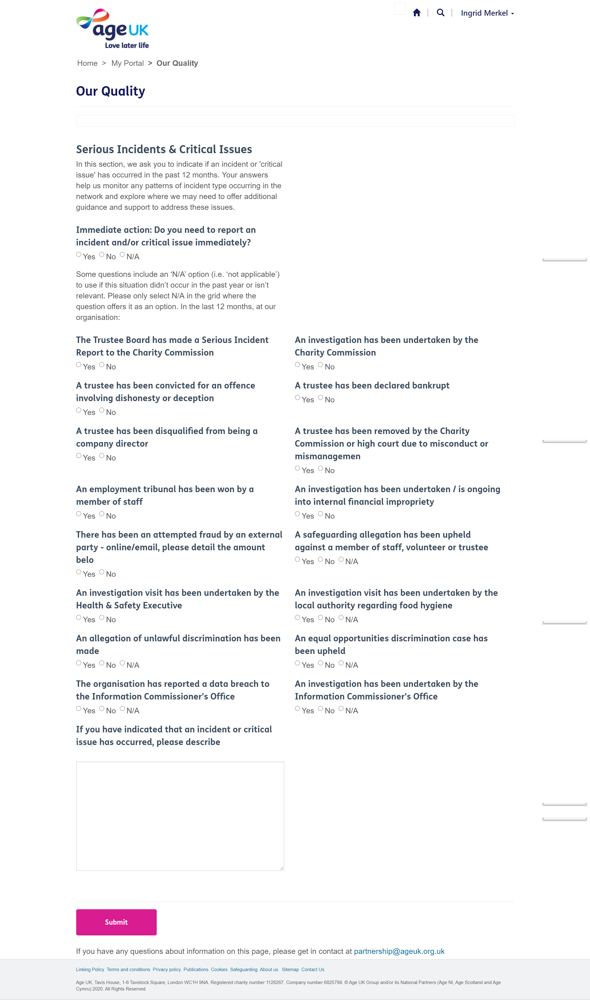 Ingrid Merkel
age UK
Love later life
Home > My Portal > Our Quality
Our Quality
Serious Incidents & Critical Issues
In this section, we ask you to indicate if an incident or 'critical
issue' has occurred in the past 12 months. Your answers
help us monitor any patterns of incident type occurring in the
network and explore where we may need to offer additional
guidance and support to address these issues.
Immediate action: Do you need to report an
incident and/or critical issue immediately?
Yes No N/A
Some questions include an ‘N/A’ option (i.e. ‘not applicable’)
to use if this situation didn’t occur in the past year or isn’t
relevant. Please only select N/A in the grid where the
question offers it as an option. In the last 12 months, at our
organisation:
The Trustee Board has made a Serious Incident
Report to the Charity Commission
Yes No
An investigation has been undertaken by the
Charity Commission
Yes No
A trustee has been convicted for an offence
involving dishonesty or deception
Yes No
A trustee has been declared bankrupt
Yes No
A trustee has been disqualified from being a
company director
Yes No
A trustee has been removed by the Charity
Commission or high court due to misconduct or
mismanagemen
Yes No
An employment tribunal has been won by a
member of staff
Yes No
An investigation has been undertaken / is ongoing
into internal financial impropriety
Yes No
There has been an attempted fraud by an external
party - online/email, please detail the amount
belo
Yes No
A safeguarding allegation has been upheld
against a member of staff, volunteer or trustee
Yes No N/A
An investigation visit has been undertaken by the
Health & Safety Executive
Yes No
An investigation visit has been undertaken by the
local authority regarding food hygiene
Yes No N/A
An allegation of unlawful discrimination has been
made
Yes No N/A
An equal opportunities discrimination case has
been upheld
Yes No N/A
The organisation has reported a data breach to
the Information Commissioner's Office
Yes No N/A
An investigation has been undertaken by the
Information Commissioner's Office
Yes No N/A
If you have indicated that an incident or critical
issue has occurred, please describe
Submit
If you have any questions about information on this page, please get in contact at partnership@ageuk.org.uk
Linking Policy Terms and conditions Privacy policy Publications Cookies Safeguarding About us Sitemap Contact Us
Age UK, Tavis House, 1-6 Tavistock Square, London WC1H 9NA. Registered charity number 1128267. Company number 6825798. © Age UK Group and/or its National Partners (Age NI, Age Scotland and Age
Cymru) 2020. All Rights Reserved.